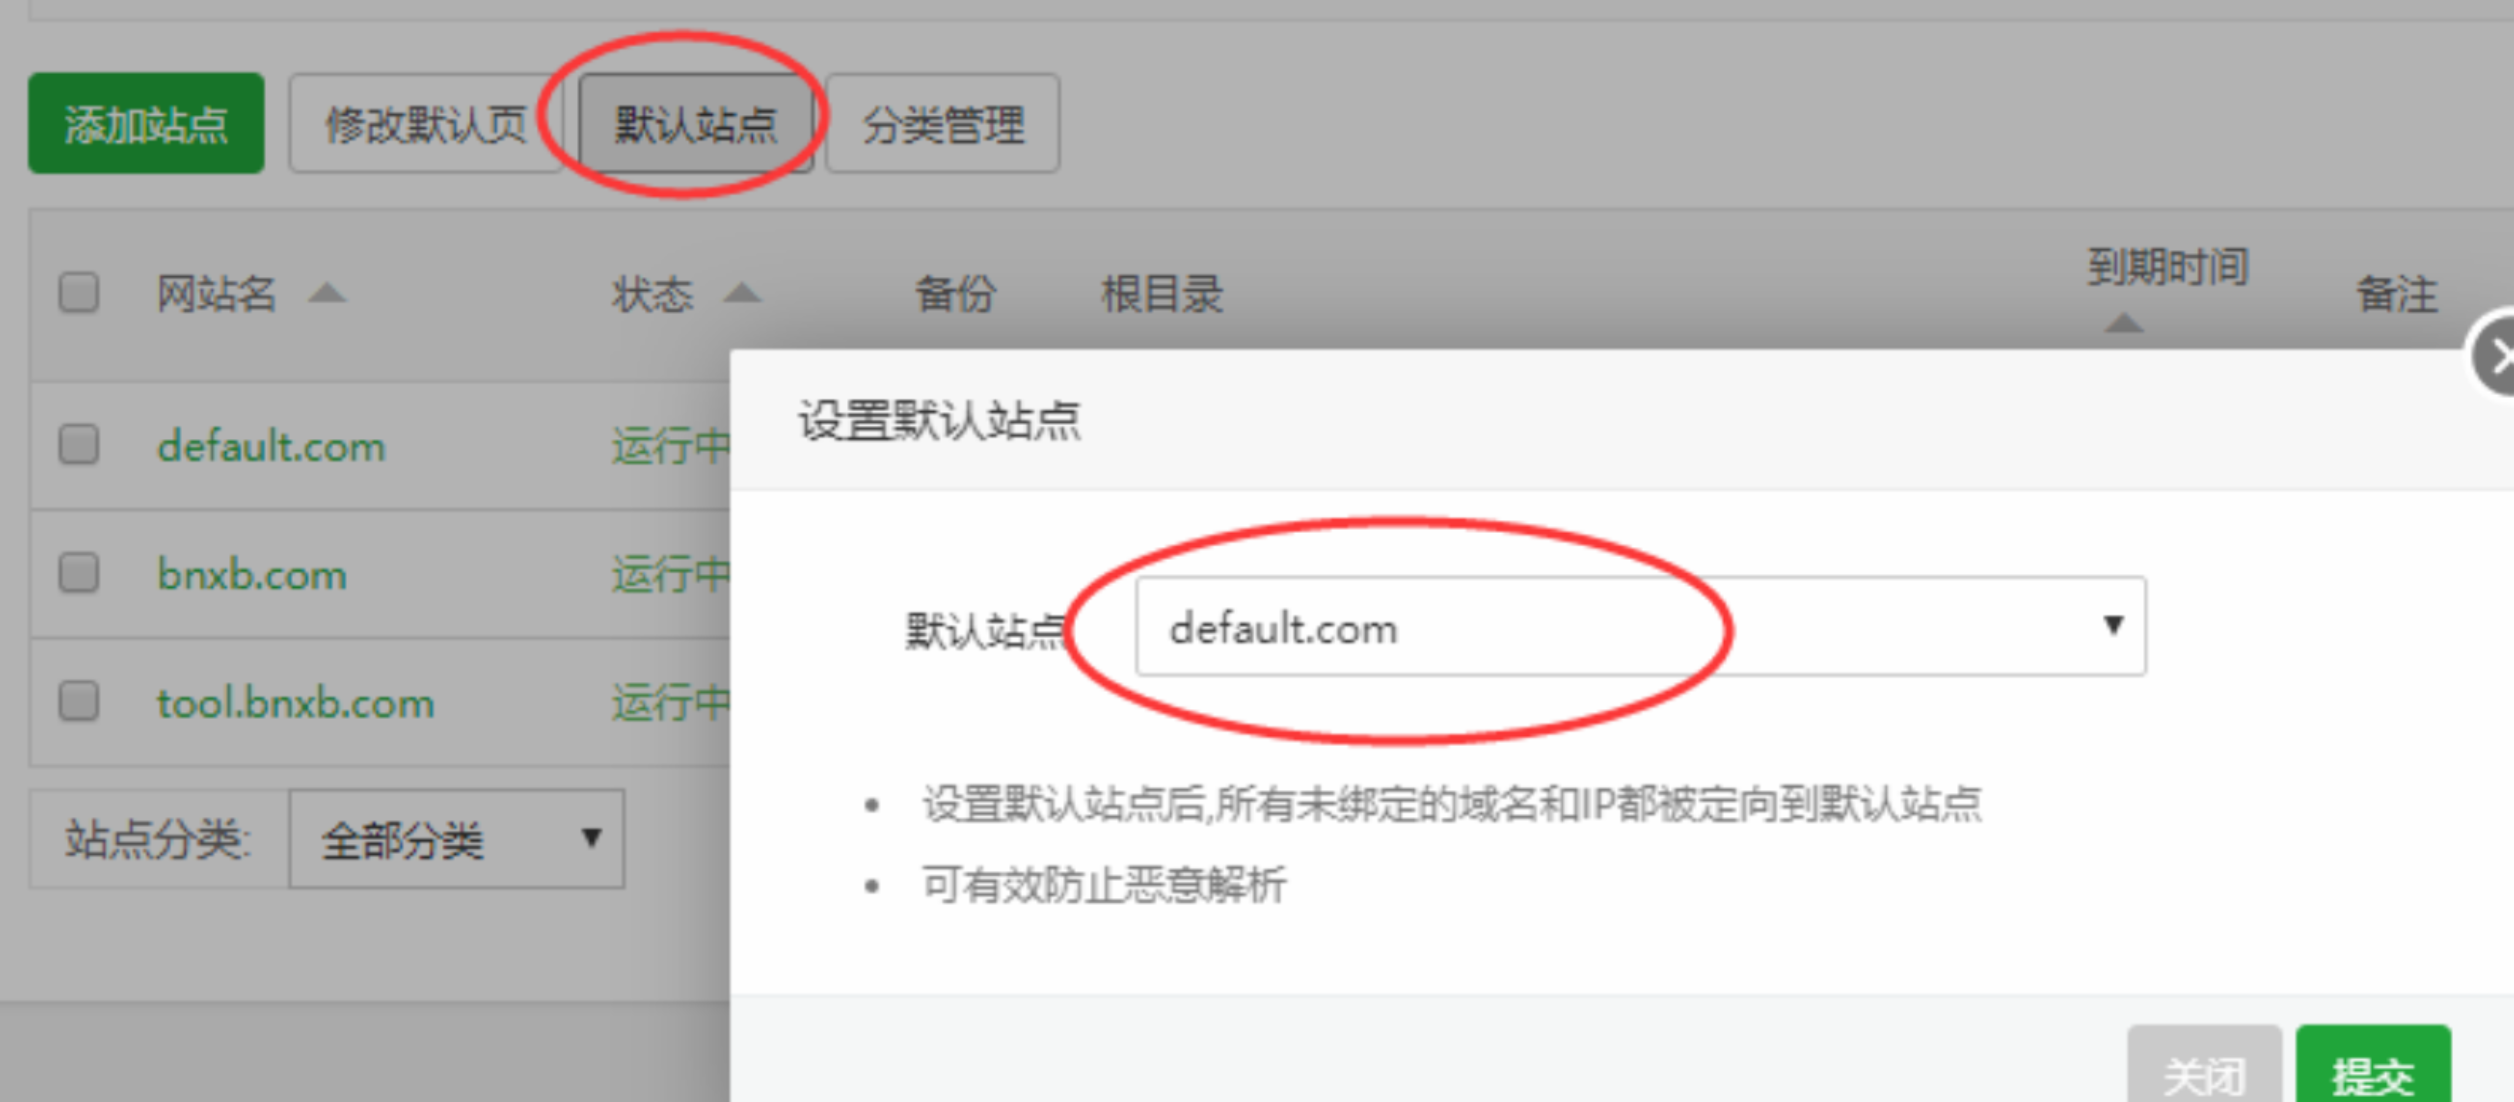 添加站点 修改默认页 默认站点 分类管理
网站名 状态 备份 根目录 到期时间 备注
设置默认站点
default.com 运行中
bnxb.com 运行中
默认站点 default.com
tool.bnxb.com 运行中
设置默认站点后,所有未绑定的域名和IP都被定向到默认站点
站点分类: 全部分类
可有效防止恶意解析
关闭 提交